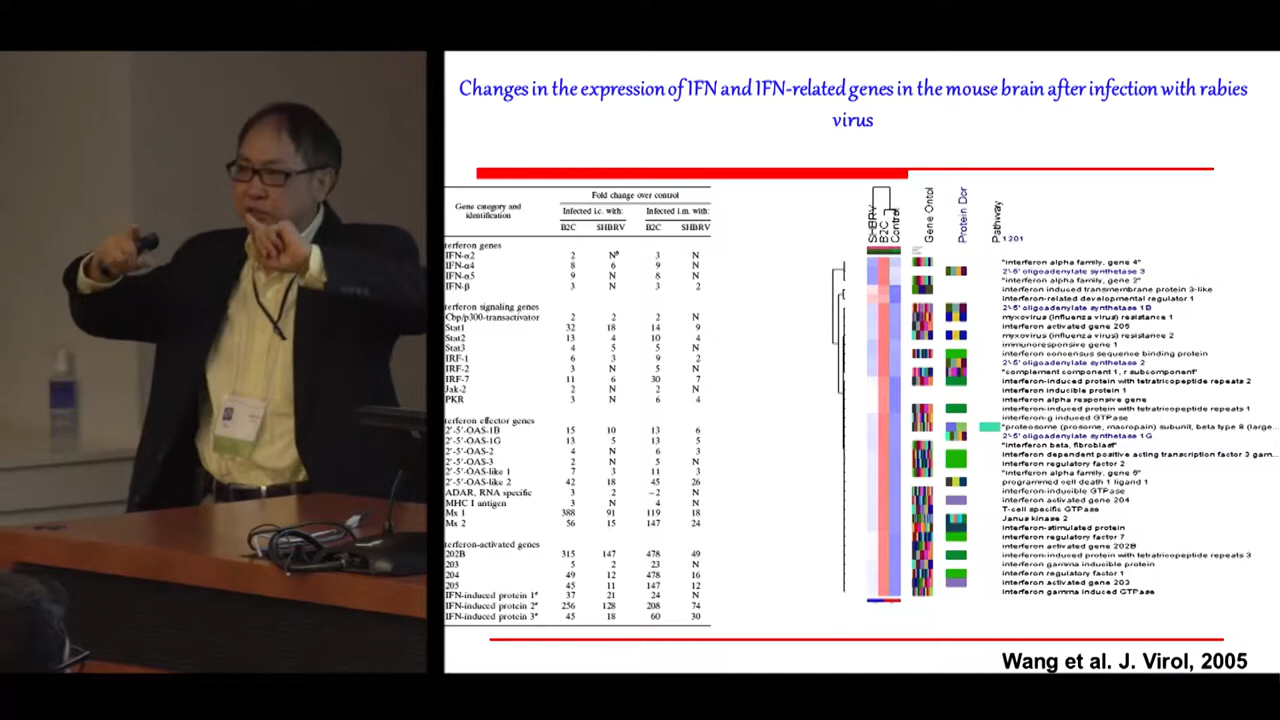 Changes in the expression of IFN and IFN-related genes in the mouse brain after infection with rabies
virus
Gene category and
identification
Fold change over control
Infected i.c. with:
Infected i.m. with:
B2C SHBRV B2C SHBRV
terferon genes
IFN-α2 2 Nᵇ 3 N
IFN-α4 8 6 9 N
IFN-α5 9 N 8 N
IFN-β 3 N 3 2
terferon signaling genes
Cbp/p300-transactivator 2 2 2 N
Stat1 32 18 14 9
Stat2 13 4 10 4
Stat3 4 5 5 N
IRF-1 6 3 9 2
IRF-2 3 N 5 N
IRF-7 11 6 30 7
Jak-2 2 N 2 N
PKR 3 N 6 4
terferon effector genes
2'-5'-OAS-1B 15 10 13 6
2'-5'-OAS-1G 13 5 13 5
2'-5'-OAS-2 4 N 6 3
2'-5'-OAS-3 2 N 5 N
2'-5'-OAS-like 1 7 3 11 3
2'-5'-OAS-like 2 42 18 45 26
ADAR, RNA specific 3 2 −2 N
MHC I antigen 3 N 4 N
Mx 1 388 91 119 18
Mx 2 56 15 147 24
terferon-activated genes
202B 315 147 478 49
203 5 2 23 N
204 49 12 478 16
205 45 11 147 12
IFN-induced protein 1 37 21 24 N
IFN-induced protein 2 256 128 208 74
IFN-induced protein 3 45 18 60 30
SHBRV
B2C
Control
Gene Ontol
Protein Dor
Pathway
1201
"interferon alpha family, gene 4"
2'-5' oligoadenylate synthetase 3
"interferon alpha family, gene 2"
interferon induced transmembrane protein 3-like
interferon-related developmental regulator 1
2'-5' oligoadenylate synthetase 1D
myxovirus (influenza virus) resistance 1
interferon activated gene 205
myxovirus (influenza virus) resistance 2
immunoresponsive gene 1
interferon consensus sequence binding protein
2'-5' oligoadenylate synthetase 2
"complement component 1, r subcomponent"
interferon-induced protein with tetratricopeptide repeats 2
interferon inducible protein 1
interferon alpha responsive gene
interferon-induced protein with tetratricopeptide repeats 1
interferon-g induced GTPase
"proteosome (prosome, macropain) subunit, beta type 8 (large...
2'-5' oligoadenylate synthetase 1G
"interferon beta, fibroblast"
interferon dependent positive acting transcription factor 3 gam...
interferon regulatory factor 2
"interferon alpha family, gene 5"
programmed cell death 1 ligand 1
interferon-inducible GTPase
interferon activated gene 204
T-cell specific GTPase
Janus kinase 2
interferon-stimulated protein
interferon regulatory factor 7
interferon activated gene 202B
interferon-induced protein with tetratricopeptide repeats 3
interferon gamma inducible protein
interferon regulatory factor 1
interferon activated gene 203
interferon gamma induced GTPase
Wang et al. J. Virol, 2005